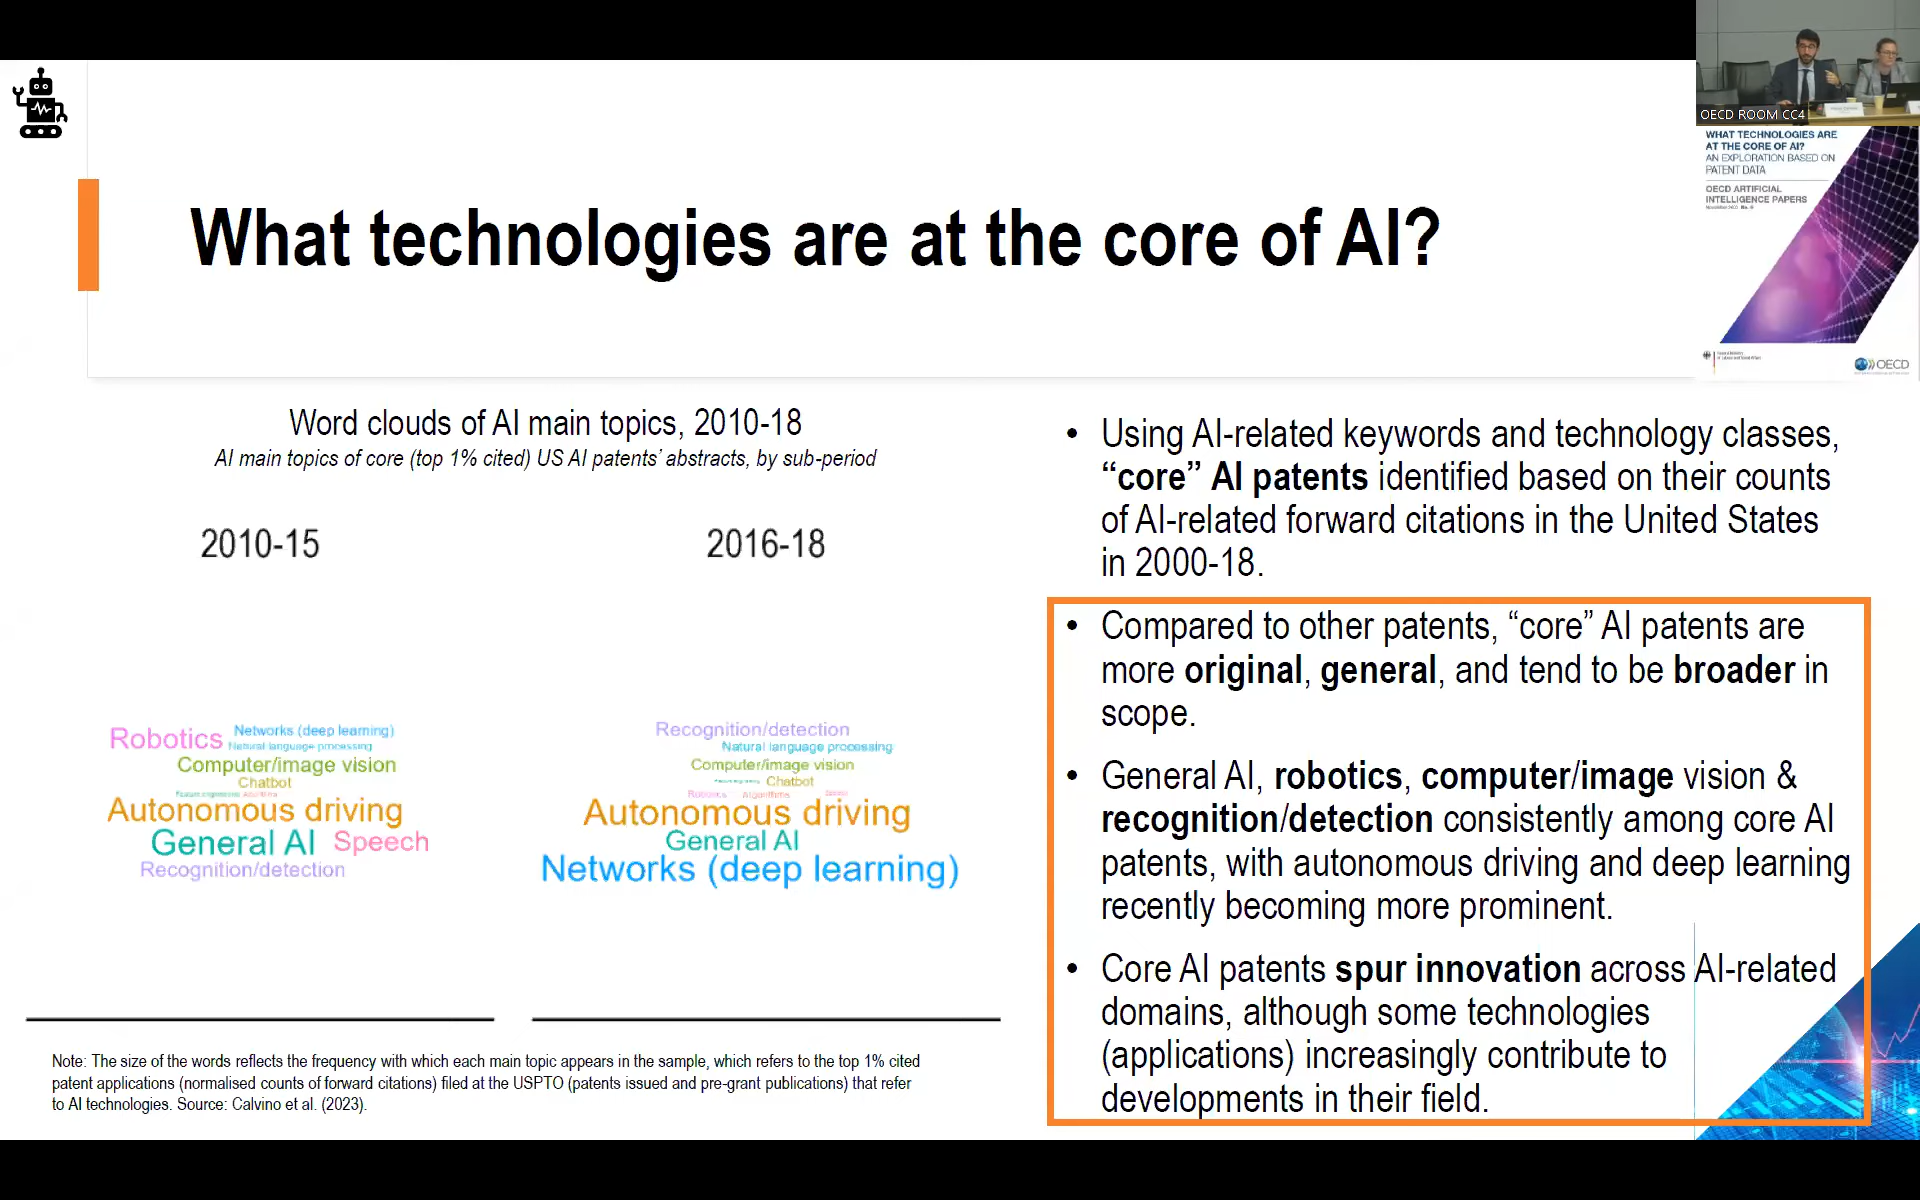 OECD ROOM CC4
WHAT TECHNOLOGIES ARE
AT THE CORE OF AI?
AN EXPLORATION BASED ON
PATENT DATA
OECD ARTIFICIAL
INTELLIGENCE PAPERS
OECD
What technologies are at the core of AI?
Word clouds of AI main topics, 2010-18
AI main topics of core (top 1% cited) US AI patents' abstracts, by sub-period
2010-15
Robotics
Networks (deep learning)
Natural language processing
Computer/image vision
Chatbot
Autonomous driving
General AI
Speech
Recognition/detection
2016-18
Recognition/detection
Natural language processing
Computer/image vision
Chatbot
Robotics
Algorithms
Autonomous driving
General AI
Networks (deep learning)
Note: The size of the words reflects the frequency with which each main topic appears in the sample, which refers to the top 1% cited
patent applications (normalised counts of forward citations) filed at the USPTO (patents issued and pre-grant publications) that refer
to AI technologies. Source: Calvino et al. (2023).
• Using AI-related keywords and technology classes,
“core” AI patents identified based on their counts
of AI-related forward citations in the United States
in 2000-18.
• Compared to other patents, “core” AI patents are
more original, general, and tend to be broader in
scope.
• General AI, robotics, computer/image vision &
recognition/detection consistently among core AI
patents, with autonomous driving and deep learning
recently becoming more prominent.
• Core AI patents spur innovation across AI-related
domains, although some technologies
(applications) increasingly contribute to
developments in their field.